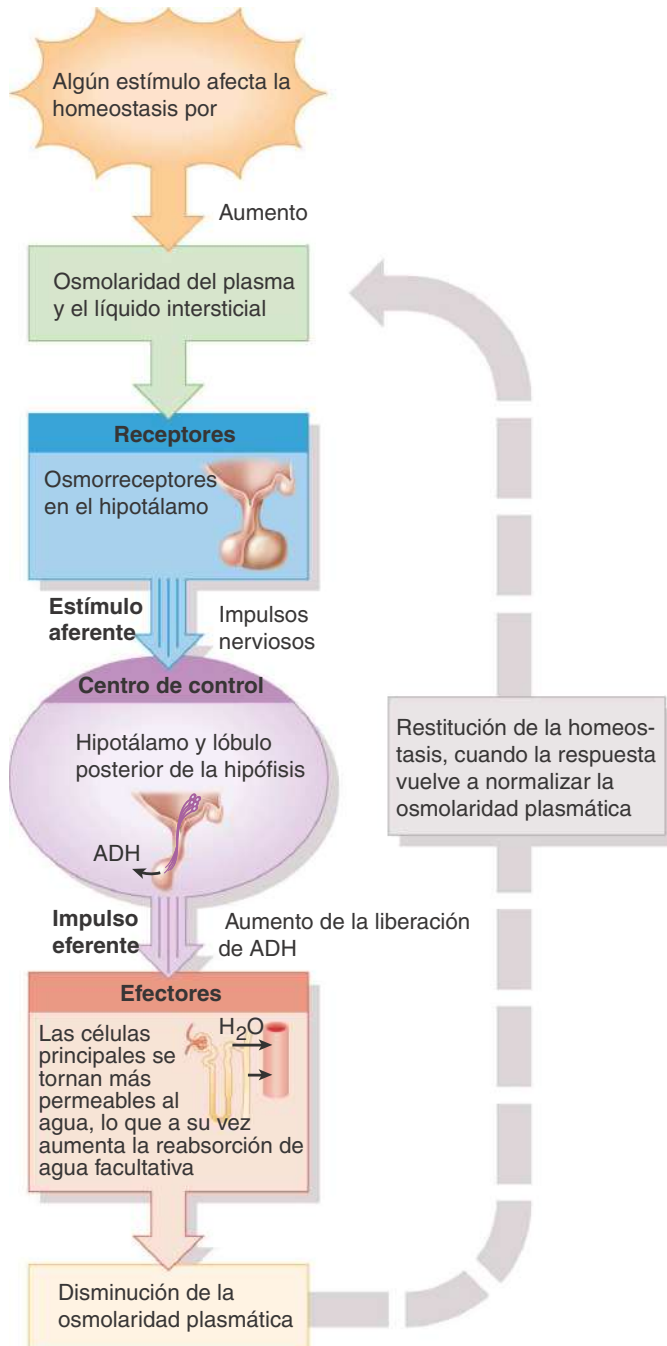 Algún estímulo afecta la
homeostasis por
Aumento
Osmolaridad del plasma
y el líquido intersticial
Receptores
Osmorreceptores
en el hipotálamo
Estímulo
aferente
Impulsos
nerviosos
Centro de control
Hipotálamo y lóbulo
posterior de la hipófisis
ADH
Impulso
eferente
Aumento de la liberación
de ADH
Efectores
Las células
principales se
tornan más
permeables al
agua, lo que a su vez
aumenta la reabsorción de
agua facultativa
H₂O
Disminución de la
osmolaridad plasmática
Restitución de la homeos-
tasis, cuando la respuesta
vuelve a normalizar la
osmolaridad plasmática